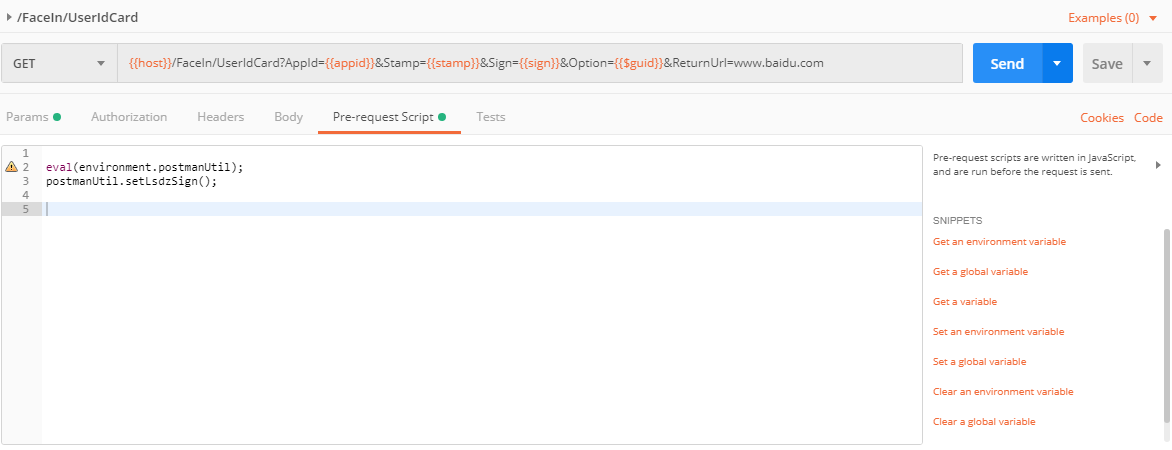 /FaceIn/UserIdCard
Examples (0)
GET
{{host}}/FaceIn/UserIdCard?AppId={{appid}}&Stamp={{stamp}}&Sign={{sign}}&Option={{$guid}}&ReturnUrl=www.baidu.com
Send
Save
Params
Authorization
Headers
Body
Pre-request Script
Tests
Cookies
Code
1
2 eval(environment.postmanUtil);
3 postmanUtil.setLsdzSign();
4
5
Pre-request scripts are written in JavaScript,
and are run before the request is sent.
SNIPPETS
Get an environment variable
Get a global variable
Get a variable
Set an environment variable
Set a global variable
Clear an environment variable
Clear a global variable